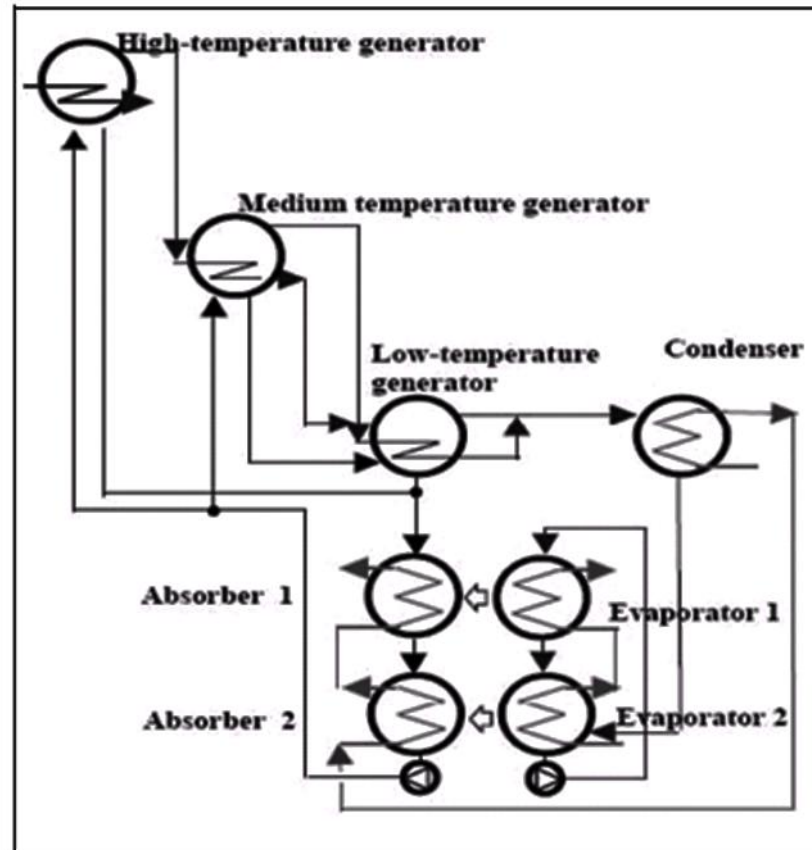 High-temperature generator
Medium temperature generator
Low-temperature
generator
Condenser
Absorber 1
Evaporator 1
Absorber 2
Evaporator 2